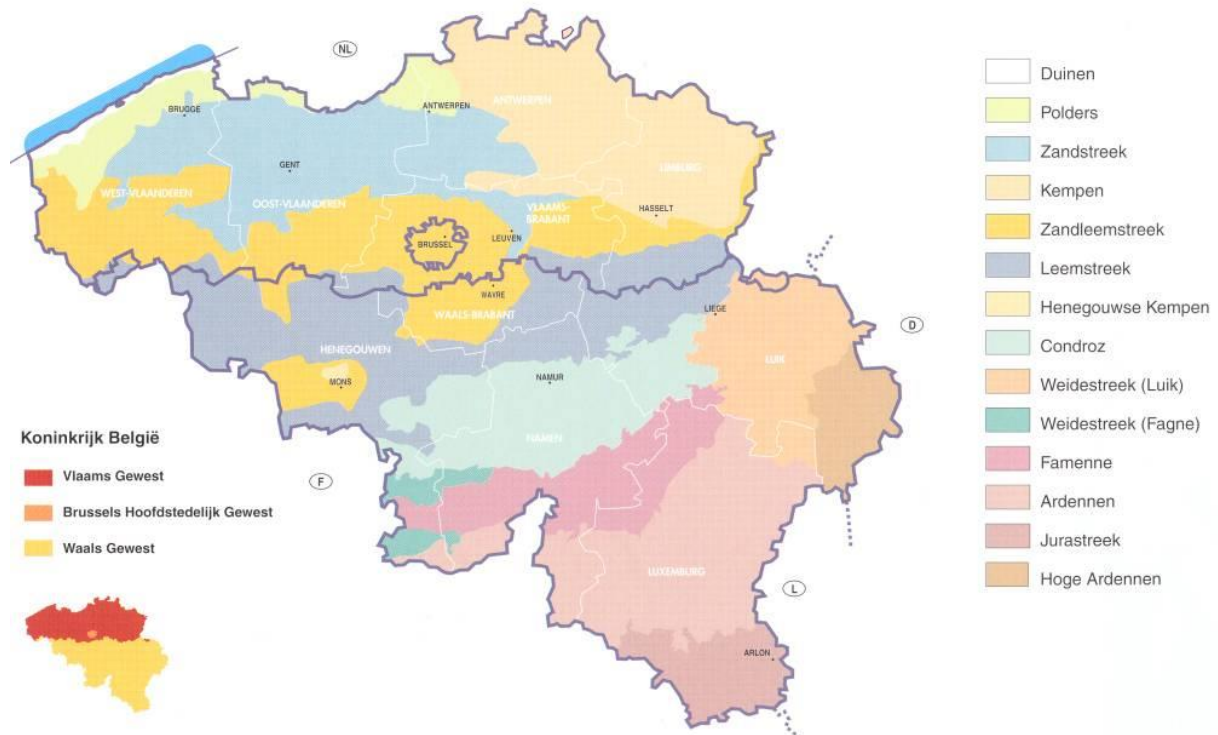 NL
BRUGGE
ANTWERPEN
ANTWERPEN
GENT
WEST-VLAANDEREN
OOST-VLAANDEREN
LIMBURG
VLAAMS-
BRABANT
HASSELT
BRUSSEL
LEUVEN
WAVRE
WAALS-BRABANT
LIEGE
D
HENEGOUWEN
LUIK
MONS
NAMUR
NAMEN
F
LUXEMBURG
L
ARLON
Duinen
Polders
Zandstreek
Kempen
Zandleemstreek
Leemstreek
Henegouwse Kempen
Condroz
Weidestreek (Luik)
Weidestreek (Fagne)
Famenne
Ardennen
Jurastreek
Hoge Ardennen
Koninkrijk België
Vlaams Gewest
Brussels Hoofdstedelijk Gewest
Waals Gewest